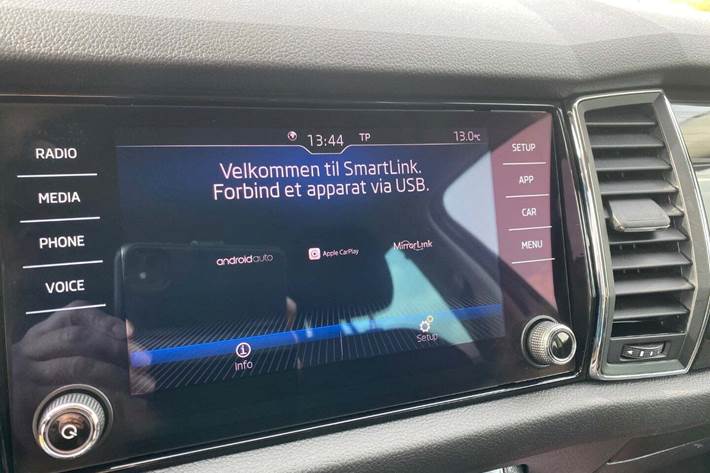 RADIO
MEDIA
PHONE
VOICE
13:44 TP 13.0°C
Velkommen til SmartLink.
Forbind et apparat via USB.
androidauto
Apple CarPlay
MirrorLink
i Info
Setup
SETUP
APP
CAR
MENU